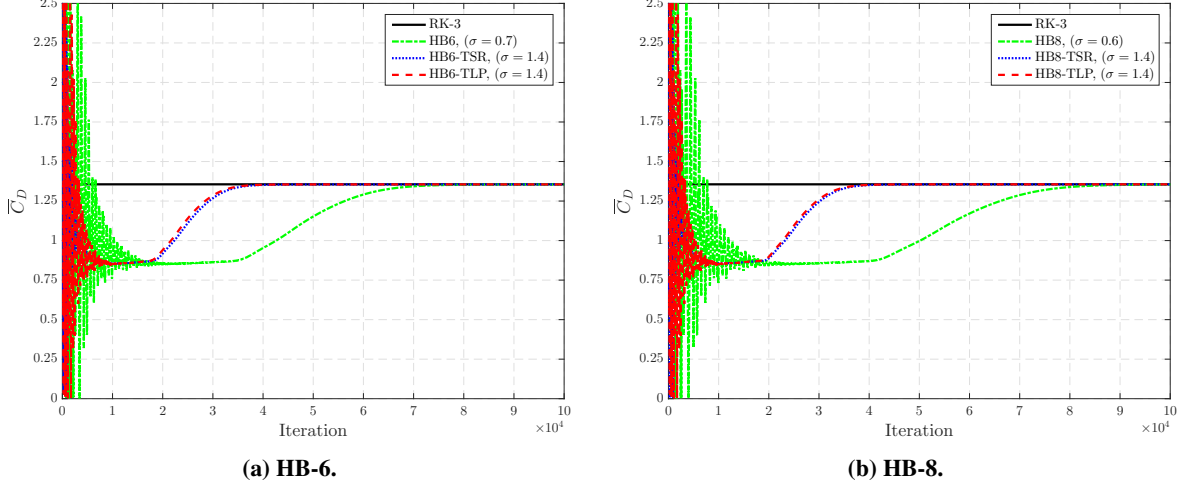 2.5
2.25
2
1.75
1.5
1.25
1
0.75
0.5
0.25
0
C̅_D
RK-3
HB6, (σ = 0.7)
HB6-TSR, (σ = 1.4)
HB6-TLP, (σ = 1.4)
0 1 2 3 4 5 6 7 8 9 10
Iteration
×10⁴
(a) HB-6.
2.5
2.25
2
1.75
1.5
1.25
1
0.75
0.5
0.25
0
C̅_D
RK-3
HB8, (σ = 0.6)
HB8-TSR, (σ = 1.4)
HB8-TLP, (σ = 1.4)
0 1 2 3 4 5 6 7 8 9 10
Iteration
×10⁴
(b) HB-8.